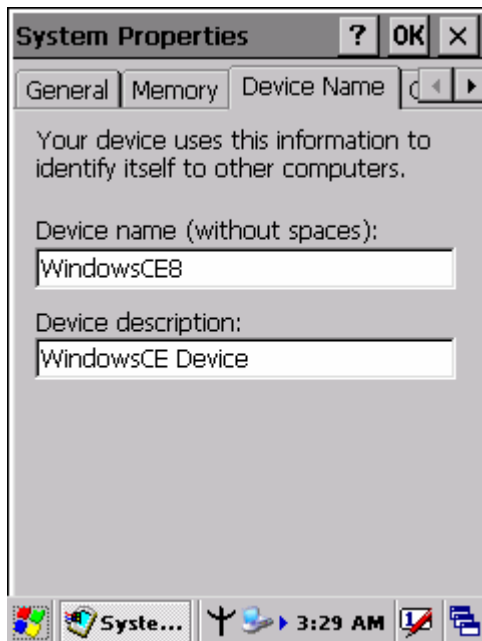 System Properties ? OK ×
General Memory Device Name
Your device uses this information to
identify itself to other computers.
Device name (without spaces):
WindowsCE8
Device description:
WindowsCE Device
Syste... 3:29 AM